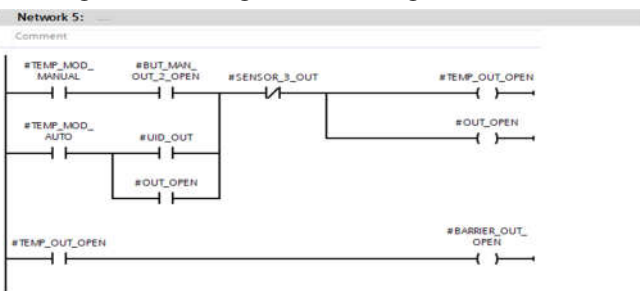 Network 5: ...
Comment
#TEMP_MOD_
MANUAL
#BUT_MAN_
OUT_2_OPEN
#SENSOR_3_OUT
#TEMP_OUT_OPEN
#TEMP_MOD_
AUTO
#UID_OUT
#OUT_OPEN
#OUT_OPEN
#TEMP_OUT_OPEN
#BARRIER_OUT_
OPEN